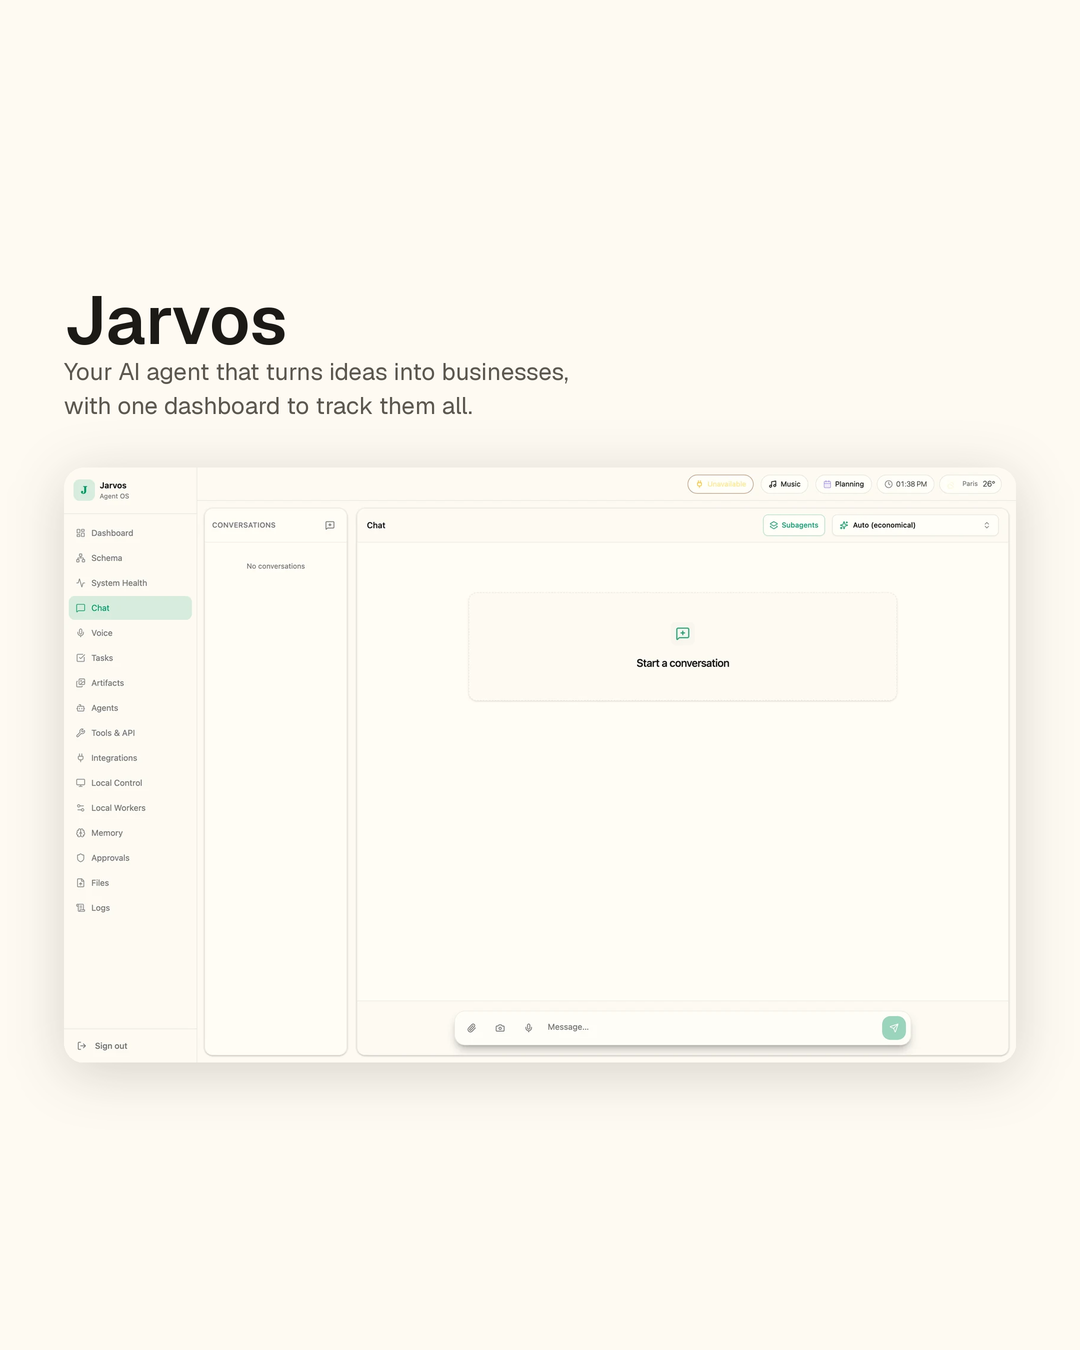 Jarvos
Your AI agent that turns ideas into businesses,
with one dashboard to track them all.
J
Jarvos
Agent OS
Unavailable
Music
Planning
01:38 PM
Paris 26°
Dashboard
Schema
System Health
Chat
Voice
Tasks
Artifacts
Agents
Tools & API
Integrations
Local Control
Local Workers
Memory
Approvals
Files
Logs
Sign out
CONVERSATIONS
No conversations
Chat
Subagents
Auto (economical)
Start a conversation
Message...